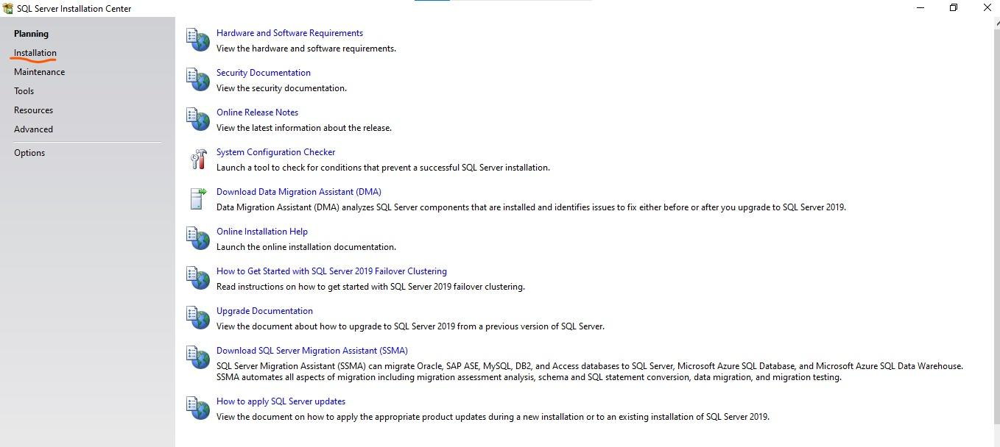 SQL Server Installation Center
Planning
Installation
Maintenance
Tools
Resources
Advanced
Options
Hardware and Software Requirements
View the hardware and software requirements.
Security Documentation
View the security documentation.
Online Release Notes
View the latest information about the release.
System Configuration Checker
Launch a tool to check for conditions that prevent a successful SQL Server installation.
Download Data Migration Assistant (DMA)
Data Migration Assistant (DMA) analyzes SQL Server components that are installed and identifies issues to fix either before or after you upgrade to SQL Server 2019.
Online Installation Help
Launch the online installation documentation.
How to Get Started with SQL Server 2019 Failover Clustering
Read instructions on how to get started with SQL Server 2019 failover clustering.
Upgrade Documentation
View the document about how to upgrade to SQL Server 2019 from a previous version of SQL Server.
Download SQL Server Migration Assistant (SSMA)
SQL Server Migration Assistant (SSMA) can migrate Oracle, SAP ASE, MySQL, DB2, and Access databases to SQL Server, Microsoft Azure SQL Database, and Microsoft Azure SQL Data Warehouse.
SSMA automates all aspects of migration including migration assessment analysis, schema and SQL statement conversion, data migration, and migration testing.
How to apply SQL Server updates
View the document on how to apply the appropriate product updates during a new installation or to an existing installation of SQL Server 2019.